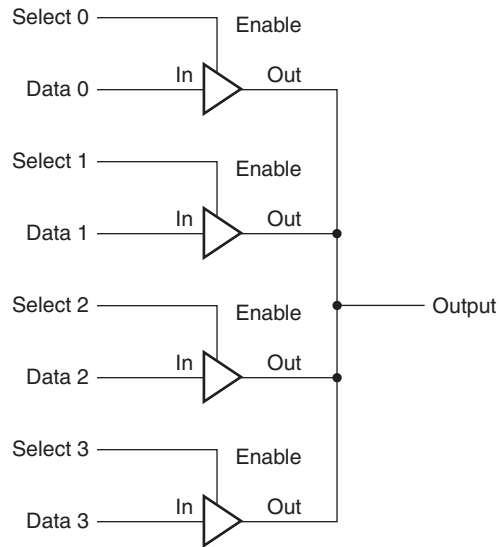 Select 0
Enable
In
Out
Data 0
Select 1
Enable
In
Out
Data 1
Select 2
Enable
Output
In
Out
Data 2
Select 3
Enable
In
Out
Data 3